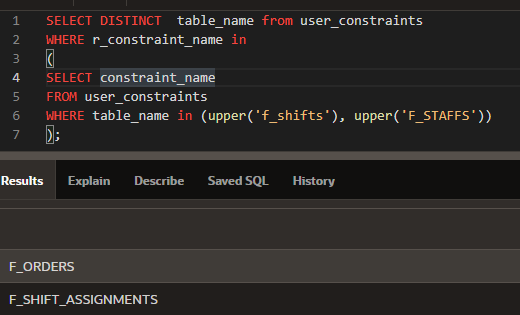 1 SELECT DISTINCT  table_name from user_constraints
2 WHERE r_constraint_name in
3 (
4 SELECT constraint_name
5 FROM user_constraints
6 WHERE table_name in (upper('f_shifts'), upper('F_STAFFS'))
7 );
Results Explain Describe Saved SQL History
F_ORDERS
F_SHIFT_ASSIGNMENTS